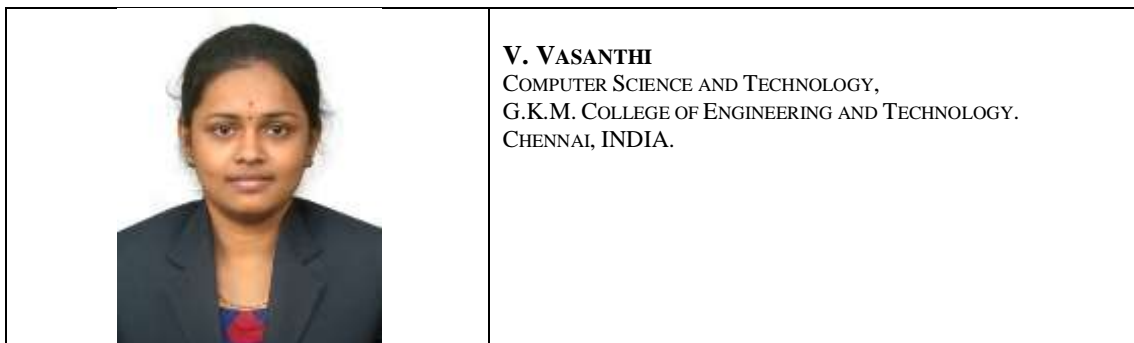 V. VASANTHI
COMPUTER SCIENCE AND TECHNOLOGY,
G.K.M. COLLEGE OF ENGINEERING AND TECHNOLOGY.
CHENNAI, INDIA.